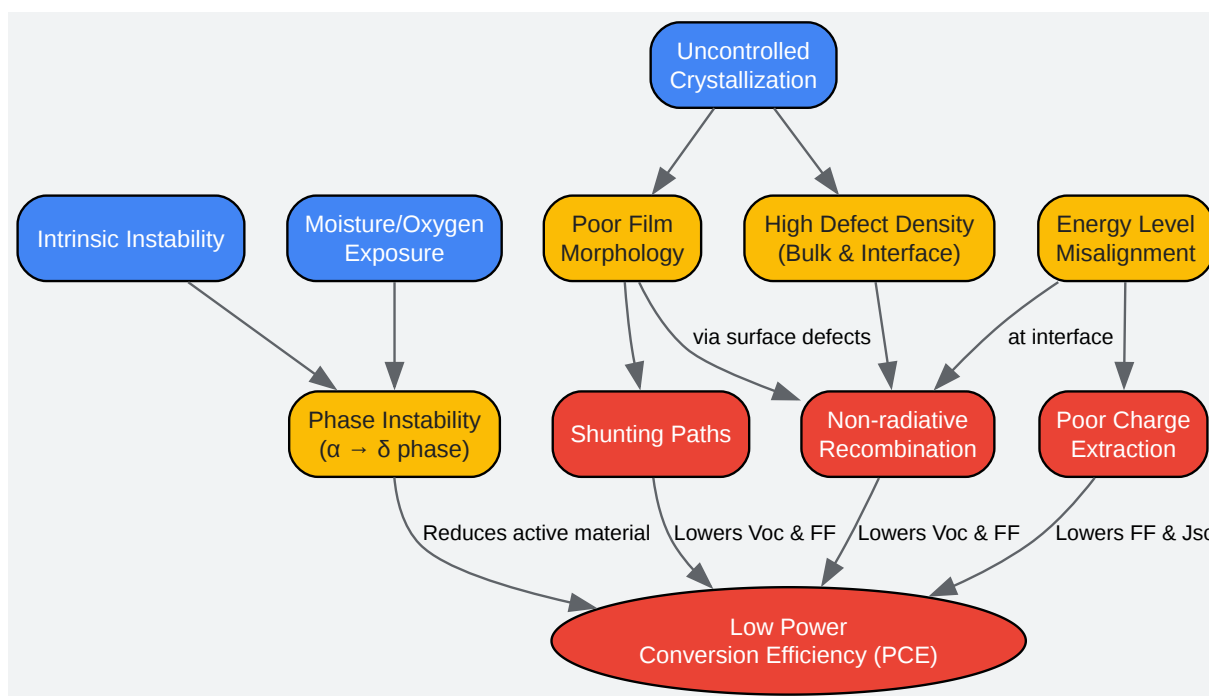 Uncontrolled
Crystallization
Intrinsic Instability
Moisture/Oxygen
Exposure
Poor Film
Morphology
High Defect Density
(Bulk & Interface)
Energy Level
Misalignment
via surface defects
at interface
Phase Instability
(α → δ phase)
Shunting Paths
Non-radiative
Recombination
Poor Charge
Extraction
Reduces active material
Lowers Voc & FF
Lowers Voc & FF
Lowers FF & Jsc
Low Power
Conversion Efficiency (PCE)